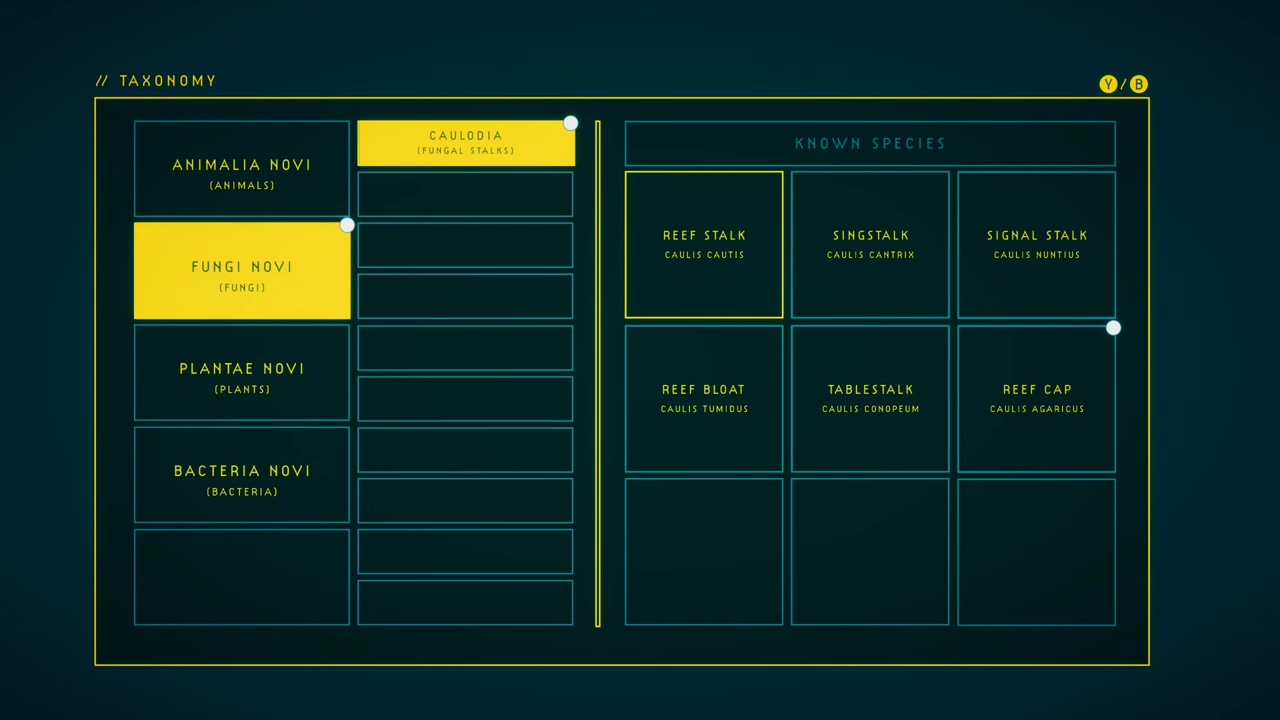 // TAXONOMY
Y / B
ANIMALIA NOVI
(ANIMALS)
FUNGI NOVI
(FUNGI)
PLANTAE NOVI
(PLANTS)
BACTERIA NOVI
(BACTERIA)
CAULODIA
(FUNGAL STALKS)
KNOWN SPECIES
REEF STALK
CAULIS CAUTIS
SINGSTALK
CAULIS CANTRIX
SIGNAL STALK
CAULIS NUNTIUS
REEF BLOAT
CAULIS TUMIDUS
TABLESTALK
CAULIS CONOPEUM
REEF CAP
CAULIS AGARICUS